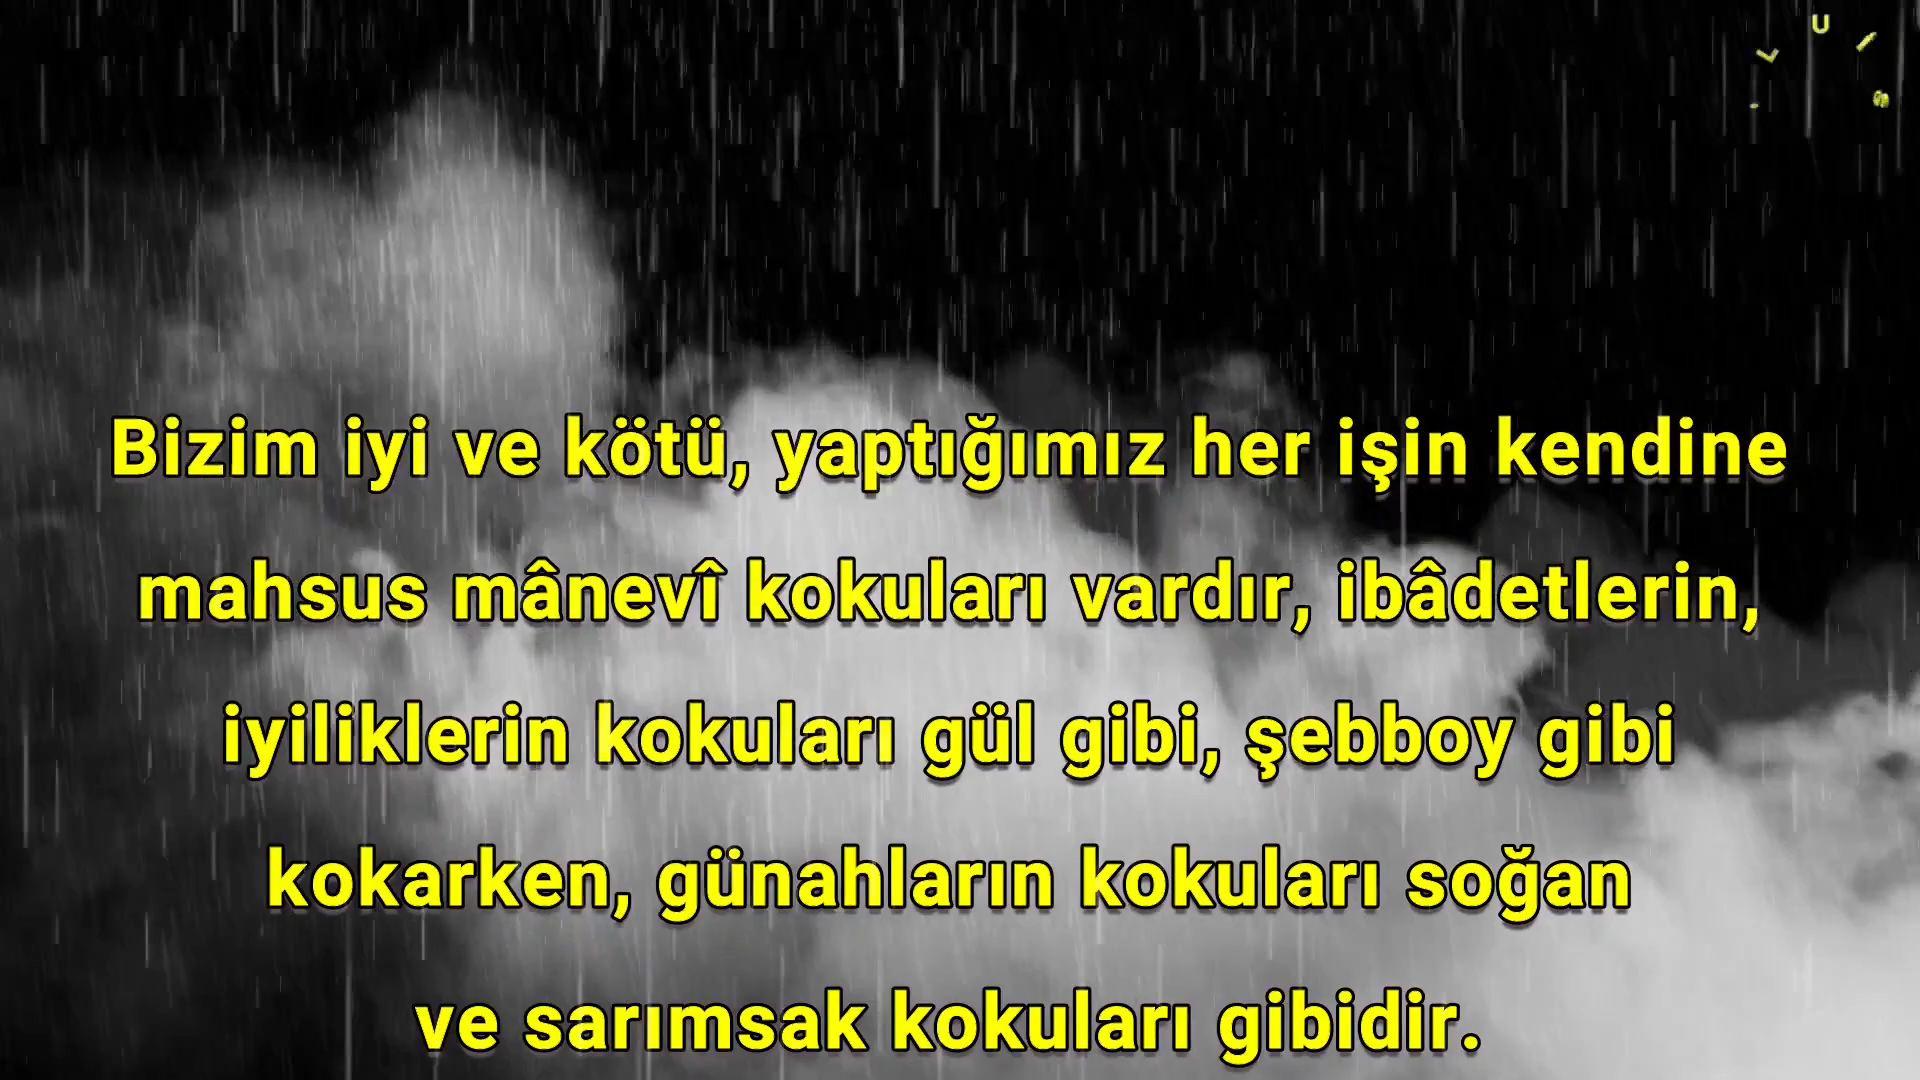 Bizim iyi ve kötü, yaptığımız her işin kendine
mahsus mânevî kokuları vardır, ibâdetlerin,
iyiliklerin kokuları gül gibi, şebboy gibi
kokarken, günahların kokuları soğan
ve sarımsak kokuları gibidir.